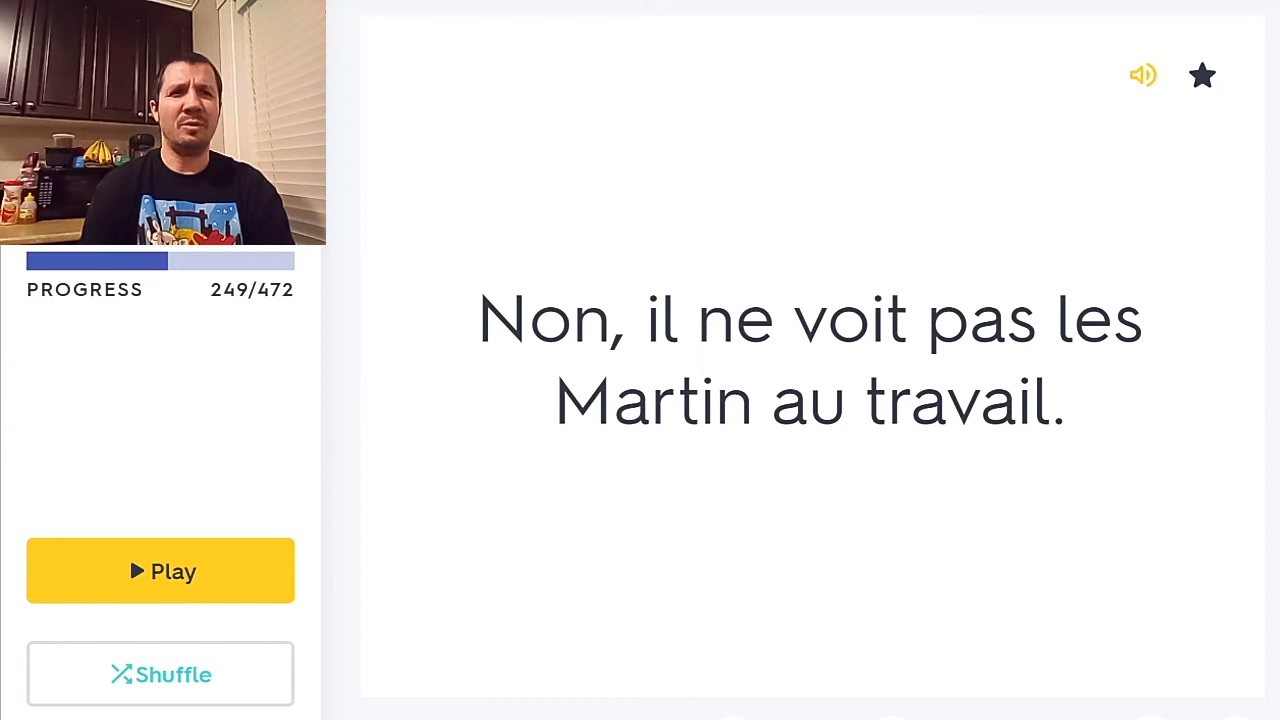 PROGRESS 249/472
Play
Shuffle
Non, il ne voit pas les
Martin au travail.